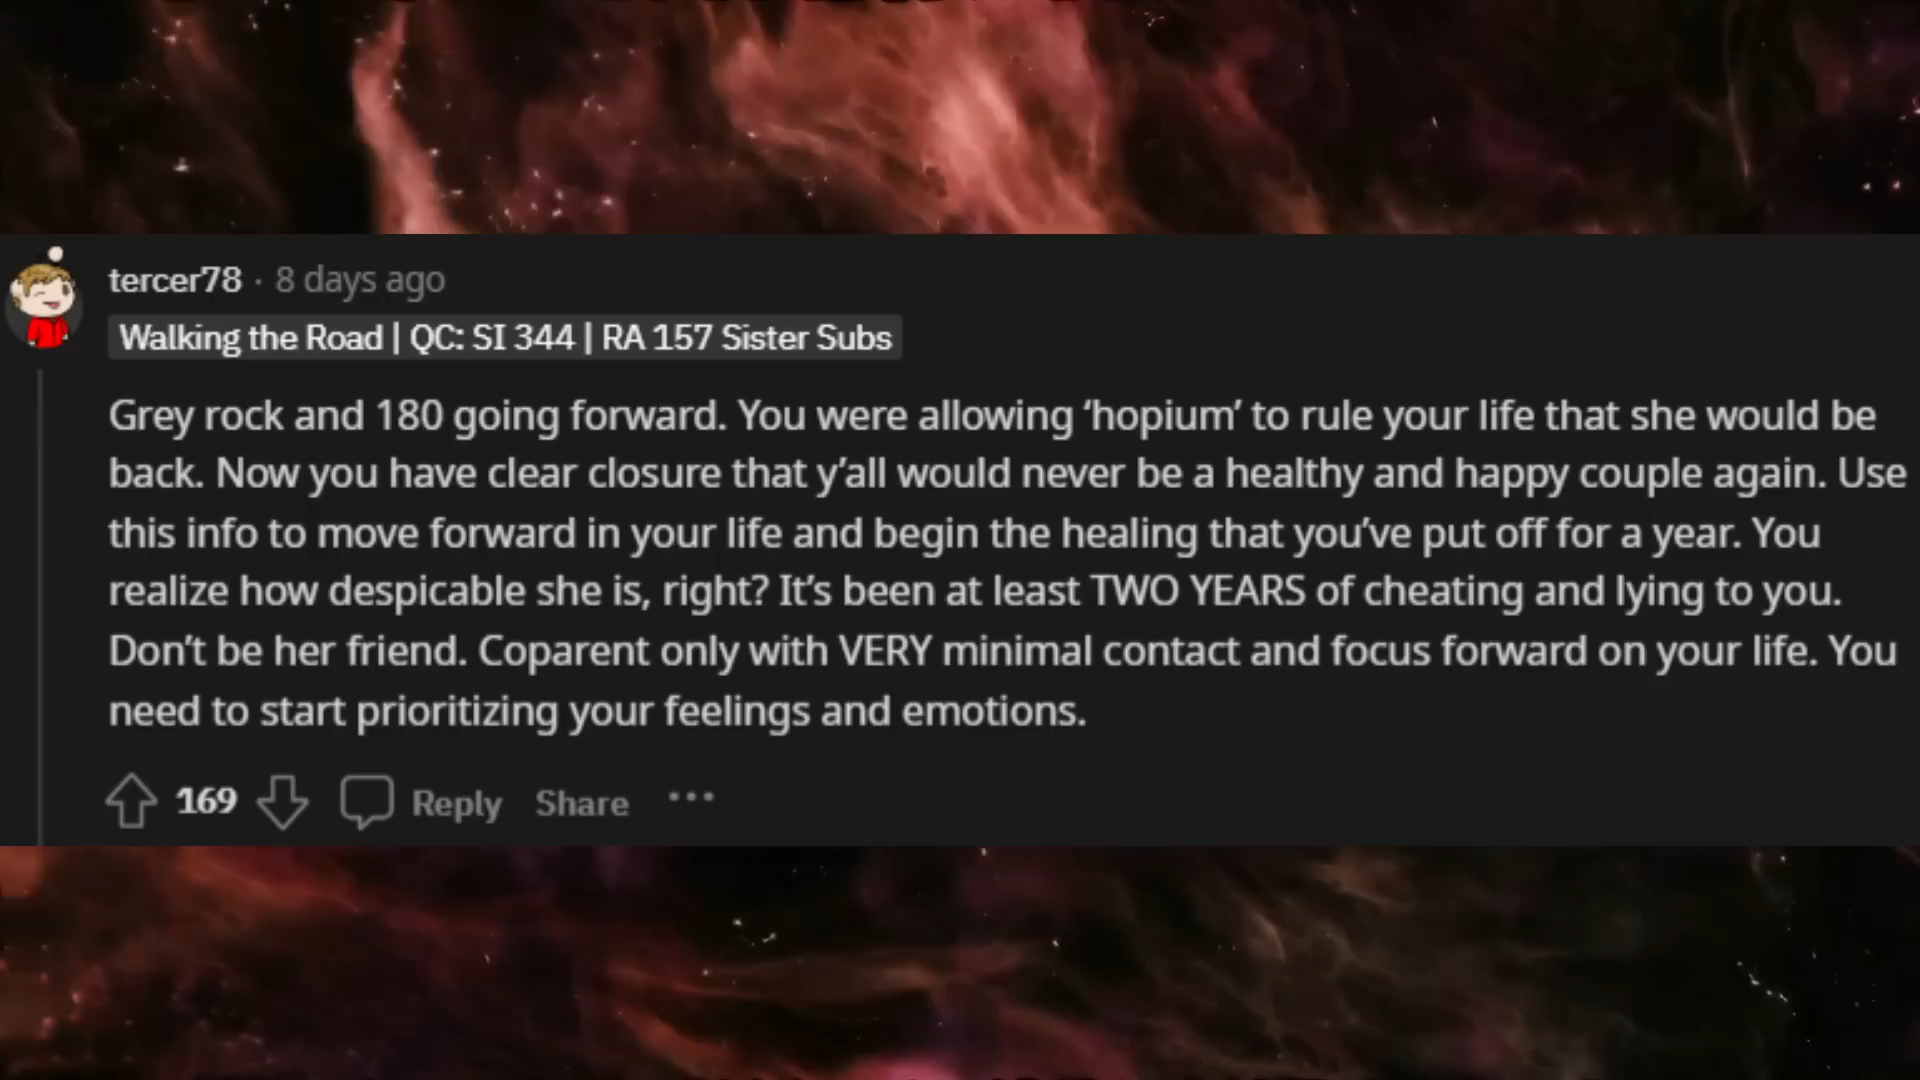 tercer78 · 8 days ago
Walking the Road | QC: SI 344 | RA 157 Sister Subs
Grey rock and 180 going forward. You were allowing ‘hopium’ to rule your life that she would be
back. Now you have clear closure that y’all would never be a healthy and happy couple again. Use
this info to move forward in your life and begin the healing that you’ve put off for a year. You
realize how despicable she is, right? It’s been at least TWO YEARS of cheating and lying to you.
Don’t be her friend. Coparent only with VERY minimal contact and focus forward on your life. You
need to start prioritizing your feelings and emotions.
169 Reply Share ···